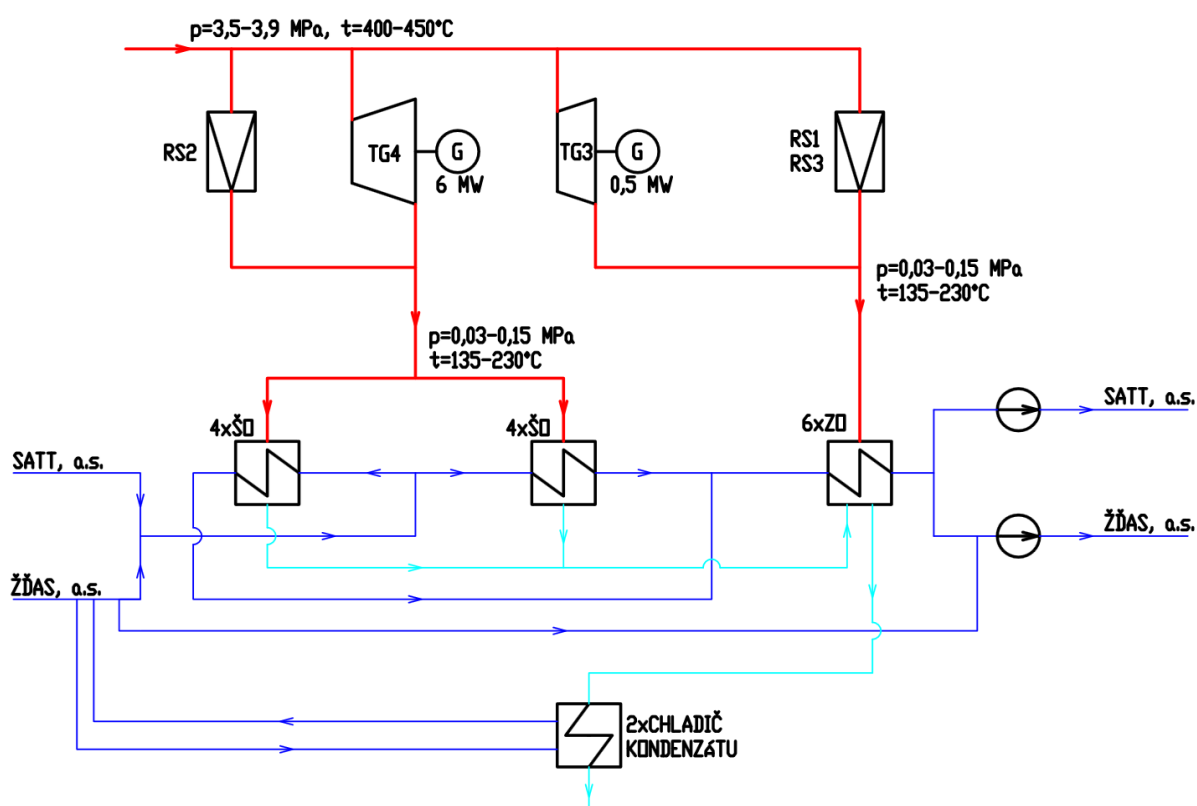 p=3,5-3,9 MPa, t=400-450°C
RS2
TG4
G
6 MW
TG3
G
0,5 MW
RS1
RS3
p=0,03-0,15 MPa
t=135-230°C
p=0,03-0,15 MPa
t=135-230°C
4xŠO
4xŠO
6xZO
SATT, a.s.
SATT, a.s.
ŽĎAS, a.s.
ŽĎAS, a.s.
2xCHLADIČ
KONDENZáTU